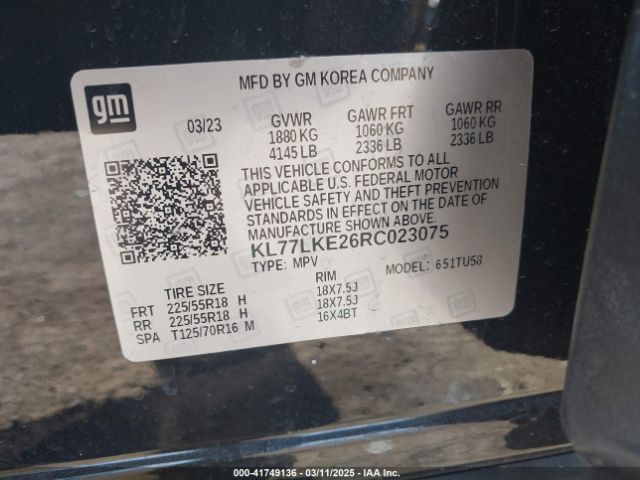 MFD BY GM KOREA COMPANY
gm
03/23
GVWR GAWR FRT GAWR RR
1880 KG 1060 KG 1060 KG
4145 LB 2336 LB 2336 LB
THIS VEHICLE CONFORMS TO ALL
APPLICABLE U.S. FEDERAL MOTOR
VEHICLE SAFETY AND THEFT PREVENTION
STANDARDS IN EFFECT ON THE DATE OF
MANUFACTURE SHOWN ABOVE.
KL77LKE26RC023075
TYPE: MPV MODEL: 651TU58
TIRE SIZE RIM
FRT 225/55R18 H 18X7.5J
RR 225/55R18 H 18X7.5J
SPA T125/70R16 M 16X4BT
000-41749136 - 03/11/2025 - IAA Inc.